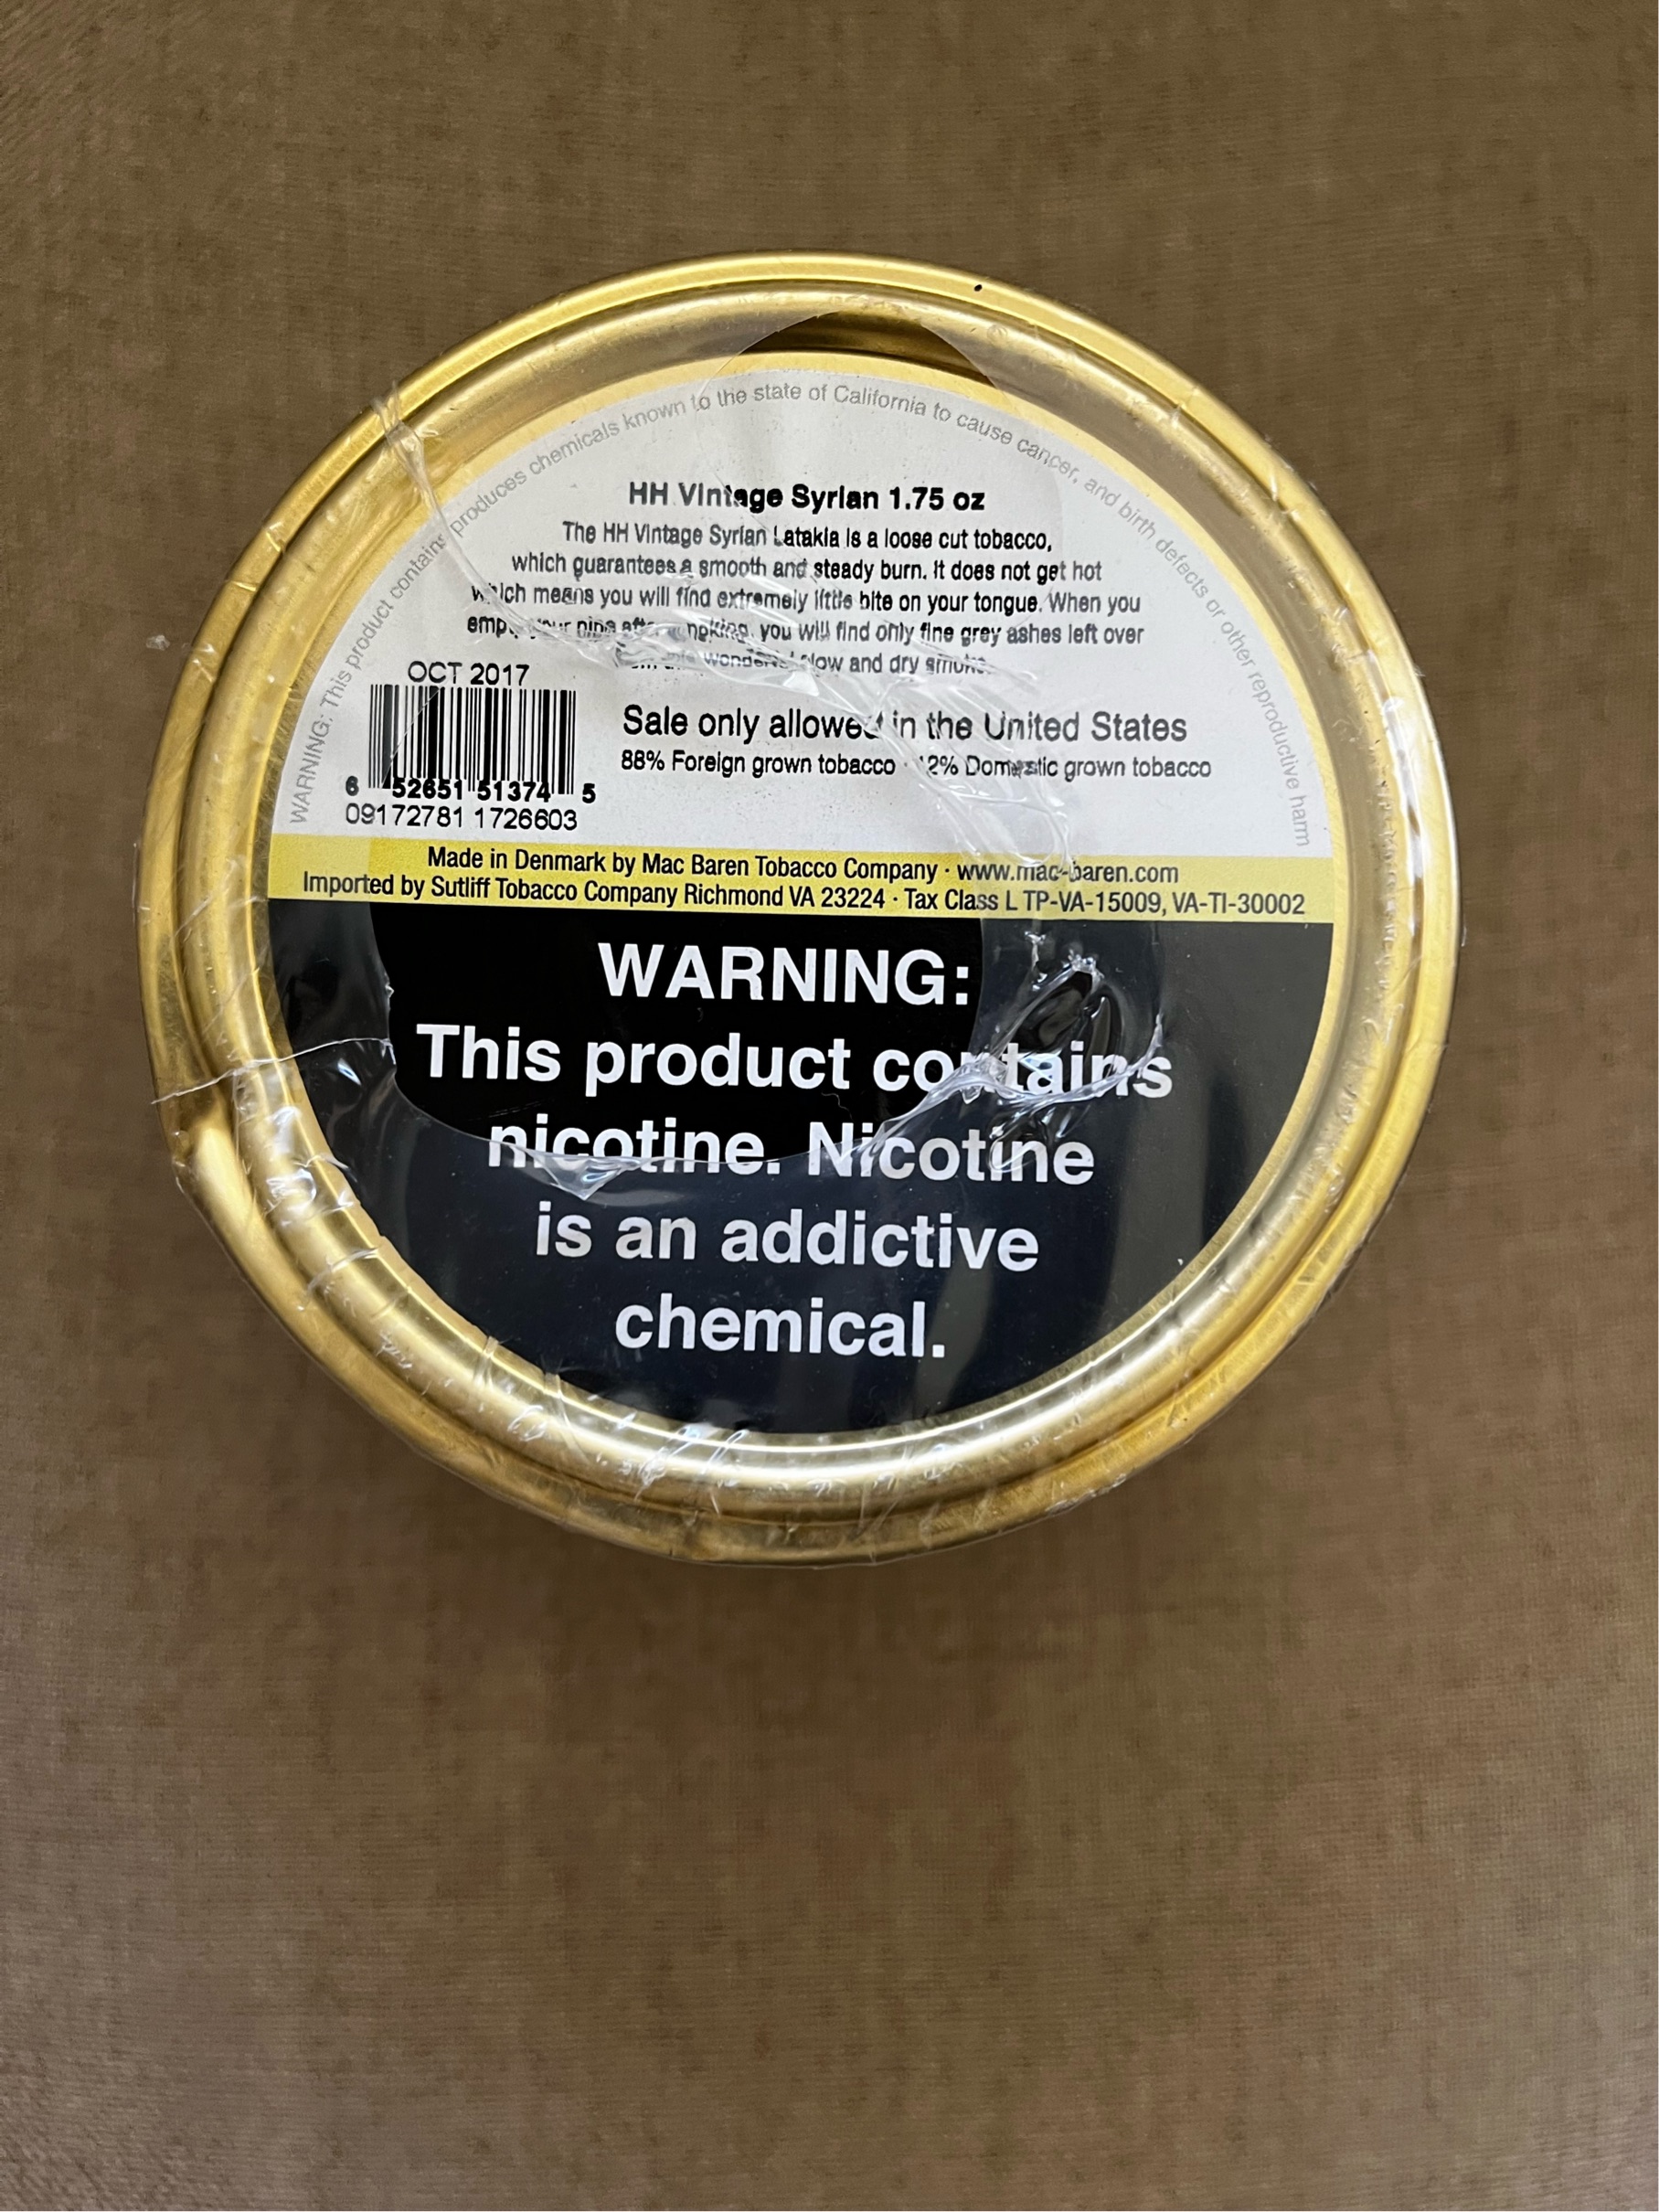 WARNING: This product contains produces chemicals known to the state of California to cause cancer, and birth defects or other reproductive harm
HH Vintage Syrian 1.75 oz
The HH Vintage Syrian Latakia is a loose cut tobacco,
which guarantees a smooth and steady burn. It does not get hot
which means you will find extremely little bite on your tongue. When you
your pipe you will find only fine grey ashes left over
slow and dry smoke.
OCT 2017
6 52651 51374 5
09172781 1726603
Sale only allowed in the United States
88% Foreign grown tobacco · 12% Domestic grown tobacco
Made in Denmark by Mac Baren Tobacco Company · www.mac-baren.com
Imported by Sutliff Tobacco Company Richmond VA 23224 · Tax Class L TP-VA-15009, VA-TI-30002
WARNING:
This product contains
nicotine. Nicotine
is an addictive
chemical.